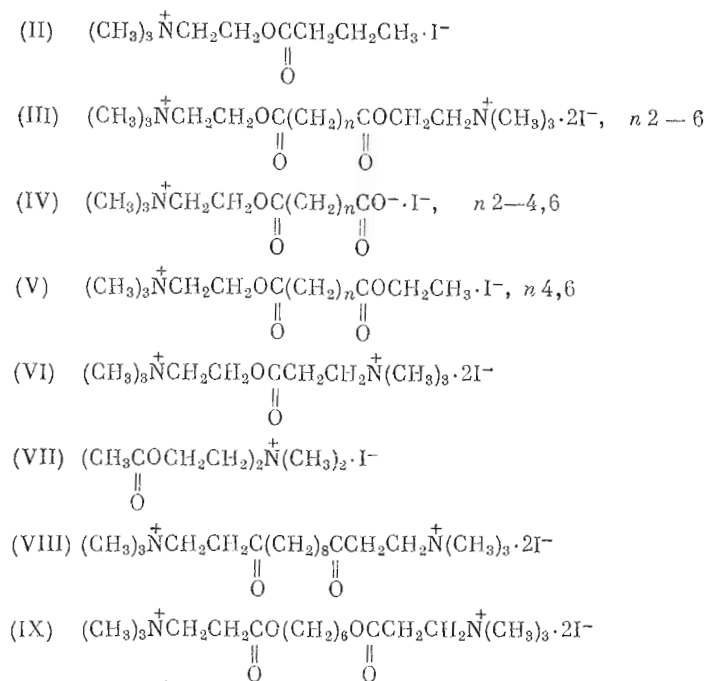 (II) (CH₃)₃N⁺CH₂CH₂OCCH₂CH₂CH₃·I⁻
||
O
(III) (CH₃)₃N⁺CH₂CH₂OC(CH₂)ₙCOCH₂CH₂N⁺(CH₃)₃·2I⁻, n 2 — 6
|| ||
O O
(IV) (CH₃)₃N⁺CH₂CH₂OC(CH₂)ₙCO⁻·I⁻, n 2—4,6
|| ||
O O
(V) (CH₃)₃N⁺CH₂CH₂OC(CH₂)ₙCOCH₂CH₃·I⁻, n 4,6
|| ||
O O
(VI) (CH₃)₃N⁺CH₂CH₂OCCH₂CH₂N⁺(CH₃)₃·2I⁻
||
O
(VII) (CH₃COCH₂CH₂)₂N⁺(CH₃)₂·I⁻
||
O
(VIII) (CH₃)₃N⁺CH₂CH₂C(CH₂)₈CCH₂CH₂N⁺(CH₃)₃·2I⁻
|| ||
O O
(IX) (CH₃)₃N⁺CH₂CH₂CO(CH₂)₆OCCH₂CH₂N⁺(CH₃)₃·2I⁻
|| ||
O O